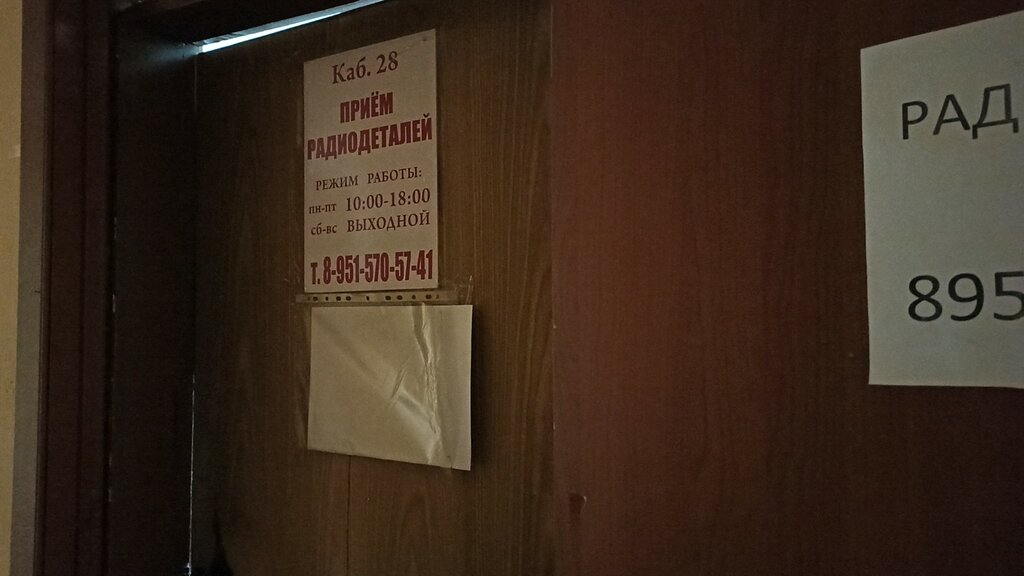 Каб. 28
ПРИЁМ
РАДИОДЕТАЛЕЙ
РЕЖИМ РАБОТЫ:
пн-пт 10:00-18:00
сб-вс ВЫХОДНОЙ
т. 8-951-570-57-41
РАД
895